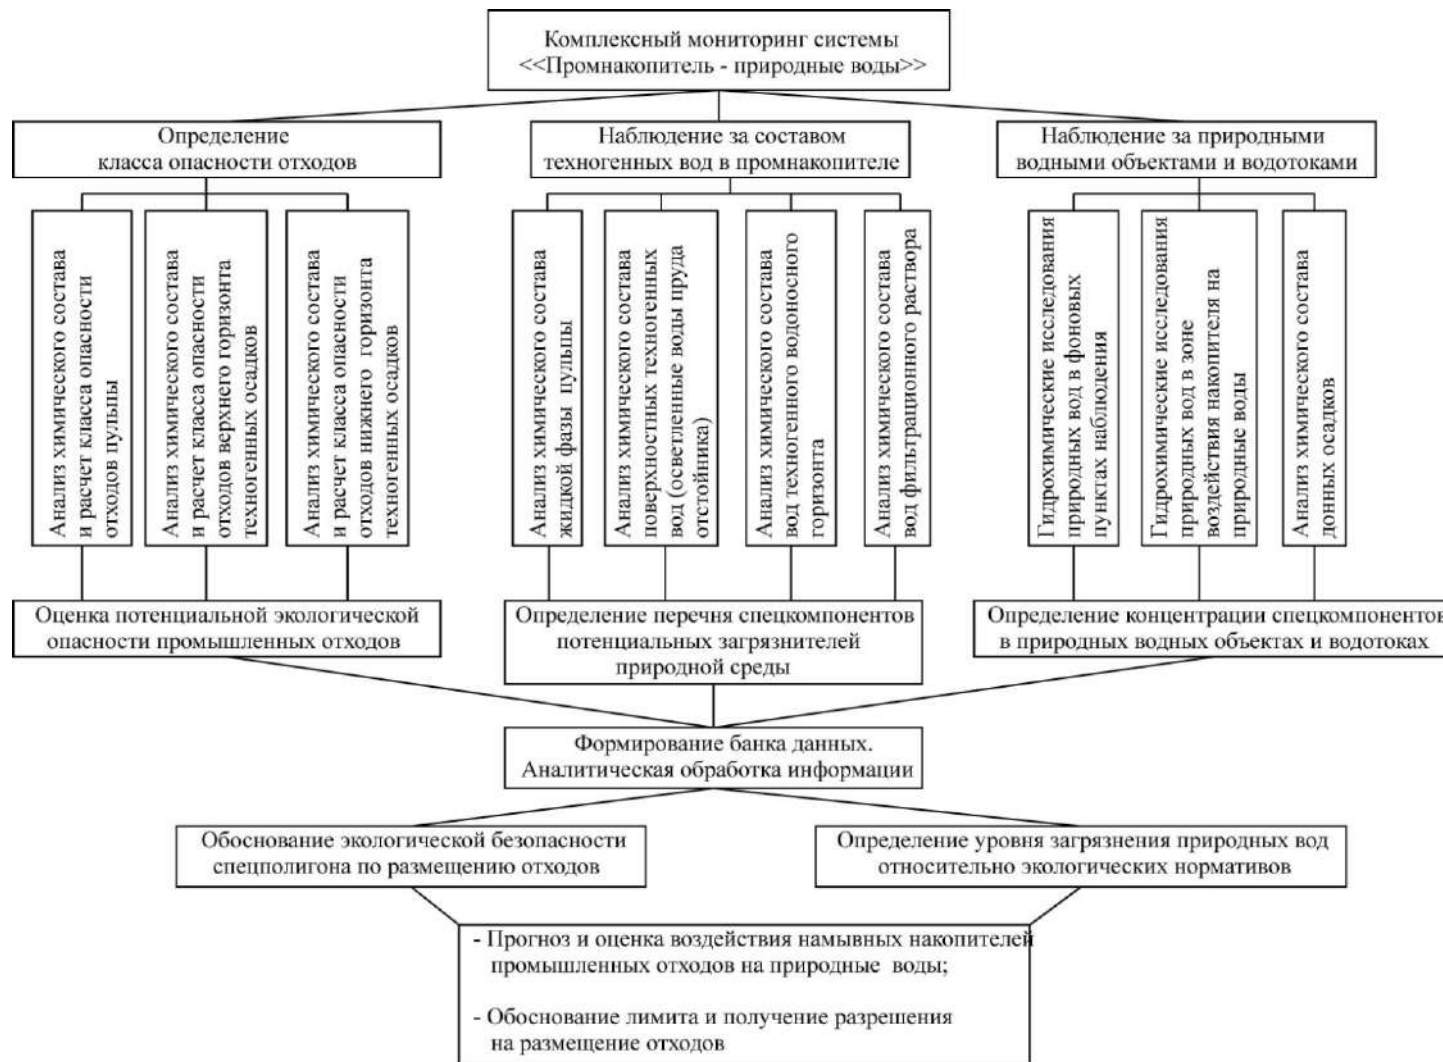 Комплексный мониторинг системы
<<Промнакопитель - природные воды>>
Определение
класса опасности отходов
Наблюдение за составом
техногенных вод в промнакопителе
Наблюдение за природными
водными объектами и водотоками
Анализ химического состава
и расчет класса опасности
отходов пульпы
Анализ химического состава
и расчет класса опасности
отходов верхнего горизонта
техногенных осадков
Анализ химического состава
и расчет класса опасности
отходов нижнего горизонта
техногенных осадков
Анализ химического состава
жидкой фазы пульпы
Анализ химического состава
поверхностных техногенных
вод (осветленные воды пруда
отстойника)
Анализ химического состава
вод техногенного водоносного
горизонта
Анализ химического состава
вод фильтрационного раствора
Гидрохимические исследования
природных вод в фоновых
пунктах наблюдения
Гидрохимические исследования
природных вод в зоне
воздействия накопителя на
природные воды
Анализ химического состава
донных осадков
Оценка потенциальной экологической
опасности промышленных отходов
Определение перечня спецкомпонентов
потенциальных загрязнителей
природной среды
Определение концентрации спецкомпонентов
в природных водных объектах и водотоках
Формирование банка данных.
Аналитическая обработка информации
Обоснование экологической безопасности
спецполигона по размещению отходов
Определение уровня загрязнения природных вод
относительно экологических нормативов
- Прогноз и оценка воздействия намывных накопителей
промышленных отходов на природные воды;
- Обоснование лимита и получение разрешения
на размещение отходов